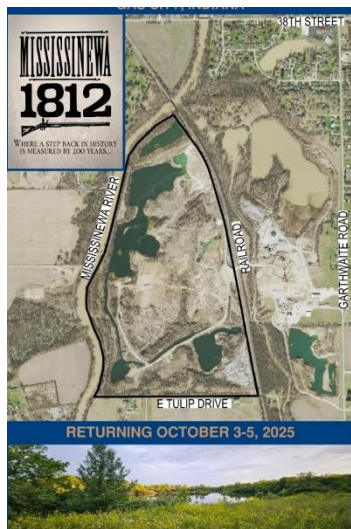 GAS CITY, INDIANA
38TH STREET
MISSISSINEWA
1812
WHERE A STEP BACK IN HISTORY
IS MEASURED BY 200 YEARS...
MISSISSINEWA RIVER
RAILROAD
GARTHWAITE ROAD
E TULIP DRIVE
RETURNING OCTOBER 3-5, 2025